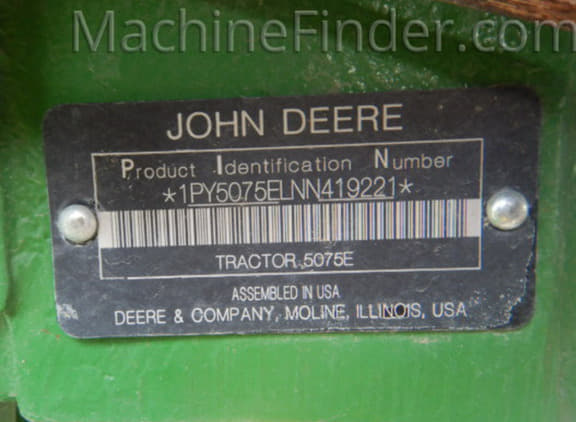 MachineFinder.com
JOHN DEERE
Product Identification Number
*1PY5075ELNN419221*
TRACTOR 5075E
ASSEMBLED IN USA
DEERE & COMPANY, MOLINE, ILLINOIS, USA